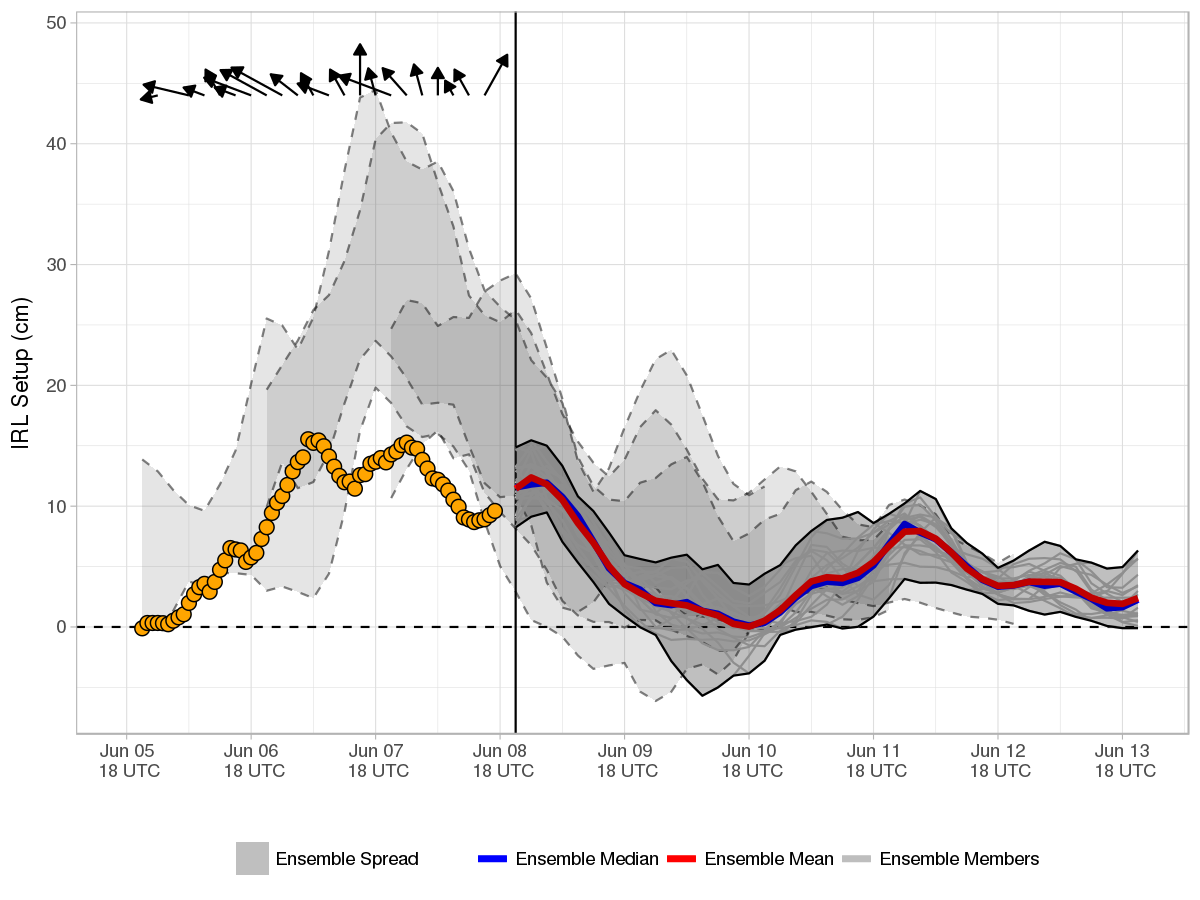 50
40
30
20
10
0
IRL Setup (cm)
Jun 05 Jun 06 Jun 07 Jun 08 Jun 09 Jun 10 Jun 11 Jun 12 Jun 13
18 UTC 18 UTC 18 UTC 18 UTC 18 UTC 18 UTC 18 UTC 18 UTC 18 UTC
Ensemble Spread Ensemble Median Ensemble Mean Ensemble Members